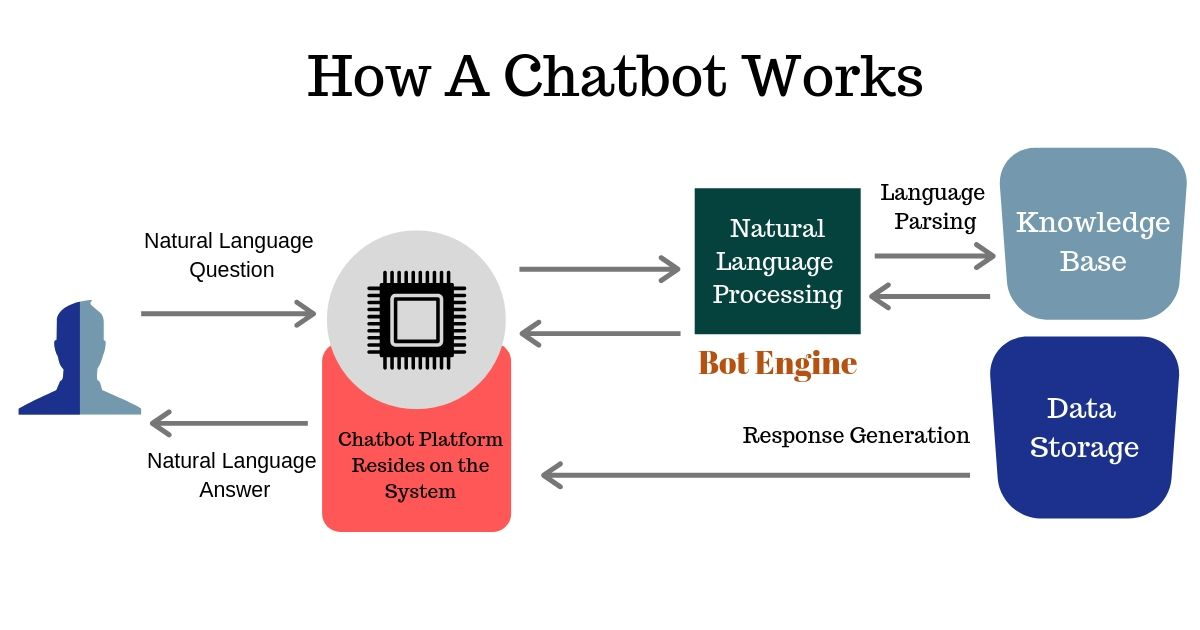 How A Chatbot Works
Natural Language
Question
Natural Language
Answer
Chatbot Platform
Resides on the
System
Natural
Language
Processing
Bot Engine
Language
Parsing
Knowledge
Base
Response Generation
Data
Storage